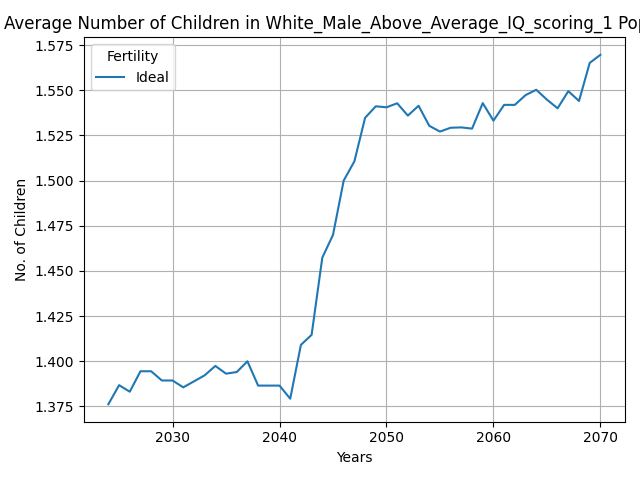 Average Number of Children in White_Male_Above_Average_IQ_scoring_1 Pop
Fertility
Ideal
1.575
1.550
1.525
1.500
1.475
1.450
1.425
1.400
1.375
No. of Children
2030 2040 2050 2060 2070
Years